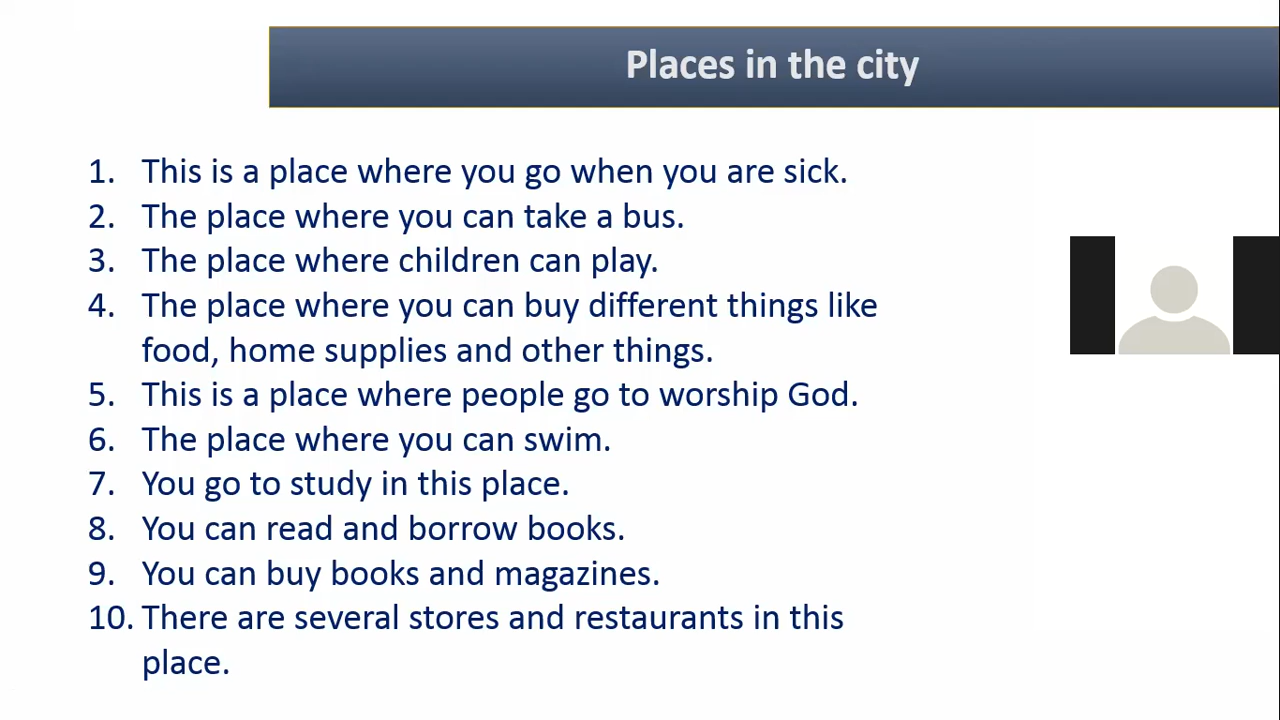 Places in the city
1. This is a place where you go when you are sick.
2. The place where you can take a bus.
3. The place where children can play.
4. The place where you can buy different things like
food, home supplies and other things.
5. This is a place where people go to worship God.
6. The place where you can swim.
7. You go to study in this place.
8. You can read and borrow books.
9. You can buy books and magazines.
10. There are several stores and restaurants in this
place.